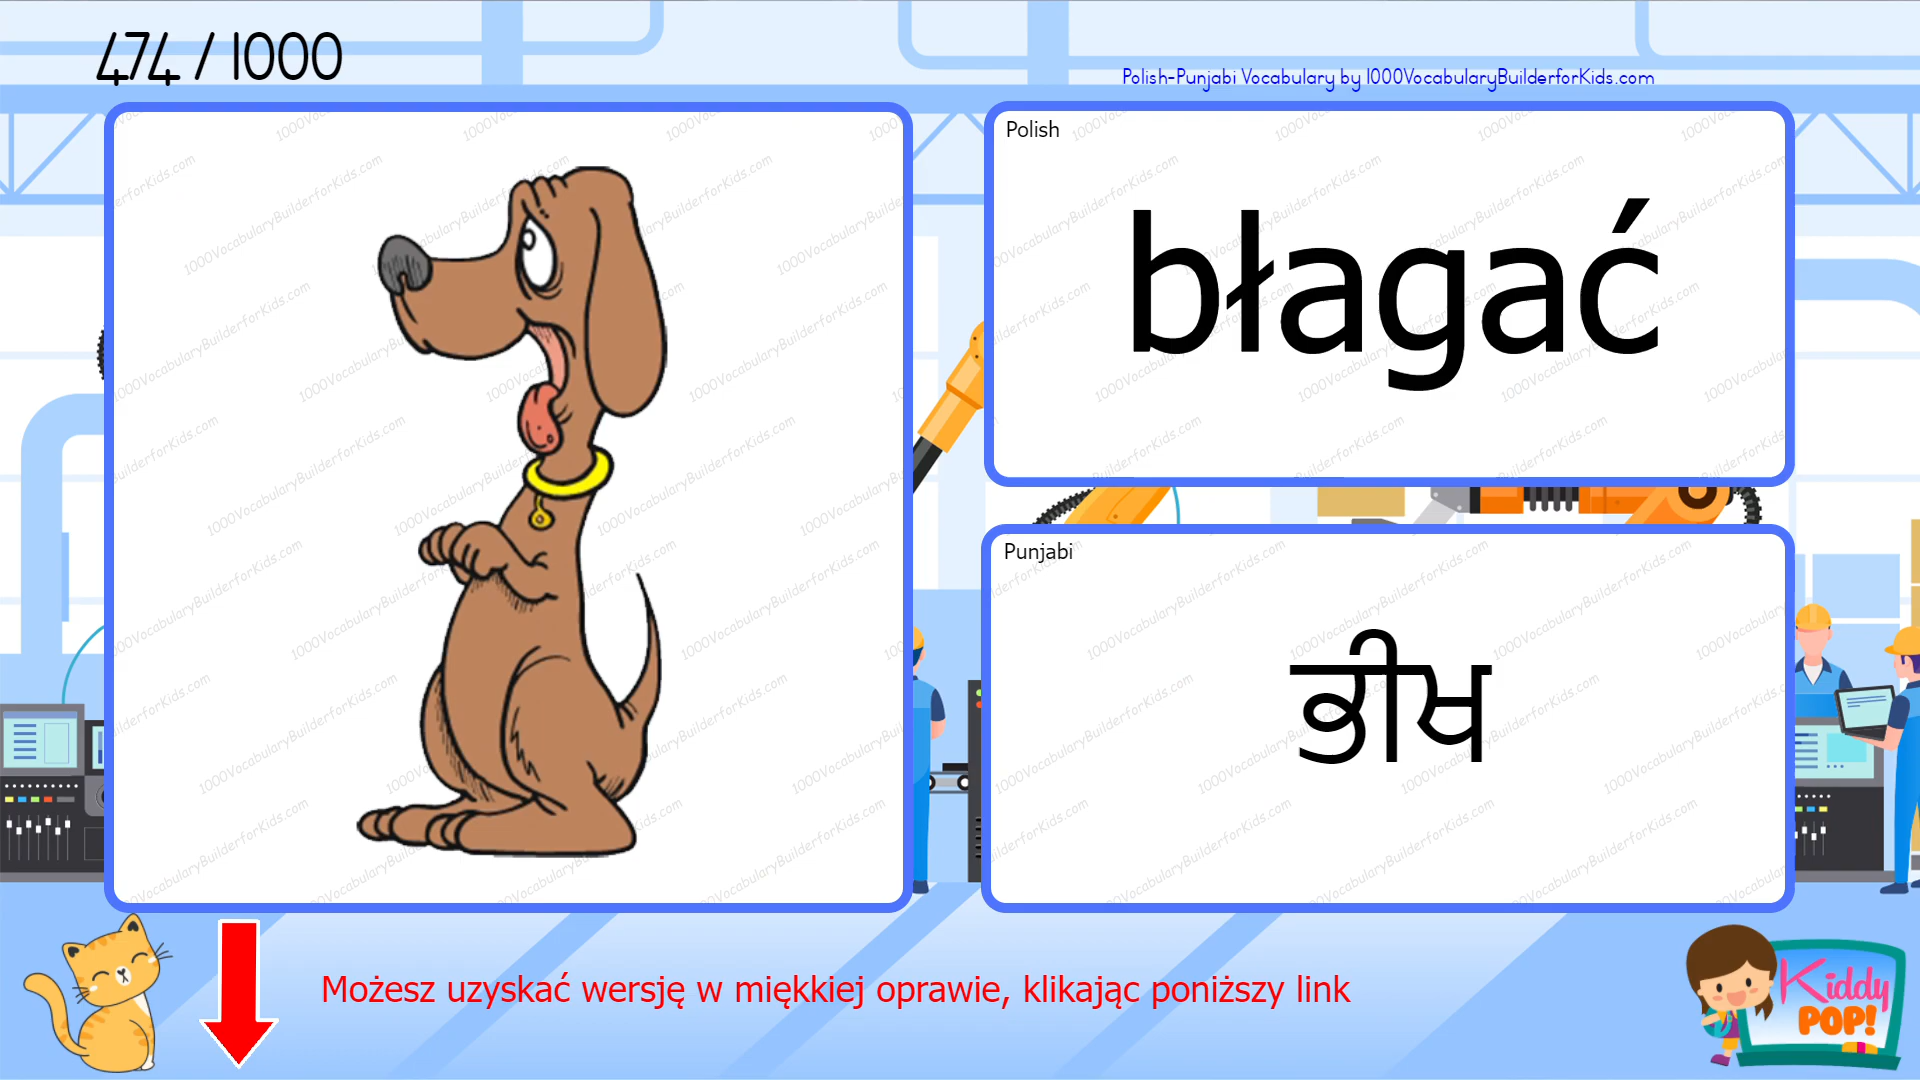 474 / 1000
Polish-Punjabi Vocabulary by 1000VocabularyBuilderforKids.com
Polish
błagać
Punjabi
ਭੀਖ
Możesz uzyskać wersję w miękkiej oprawie, klikając poniższy link
Kiddy
POP!